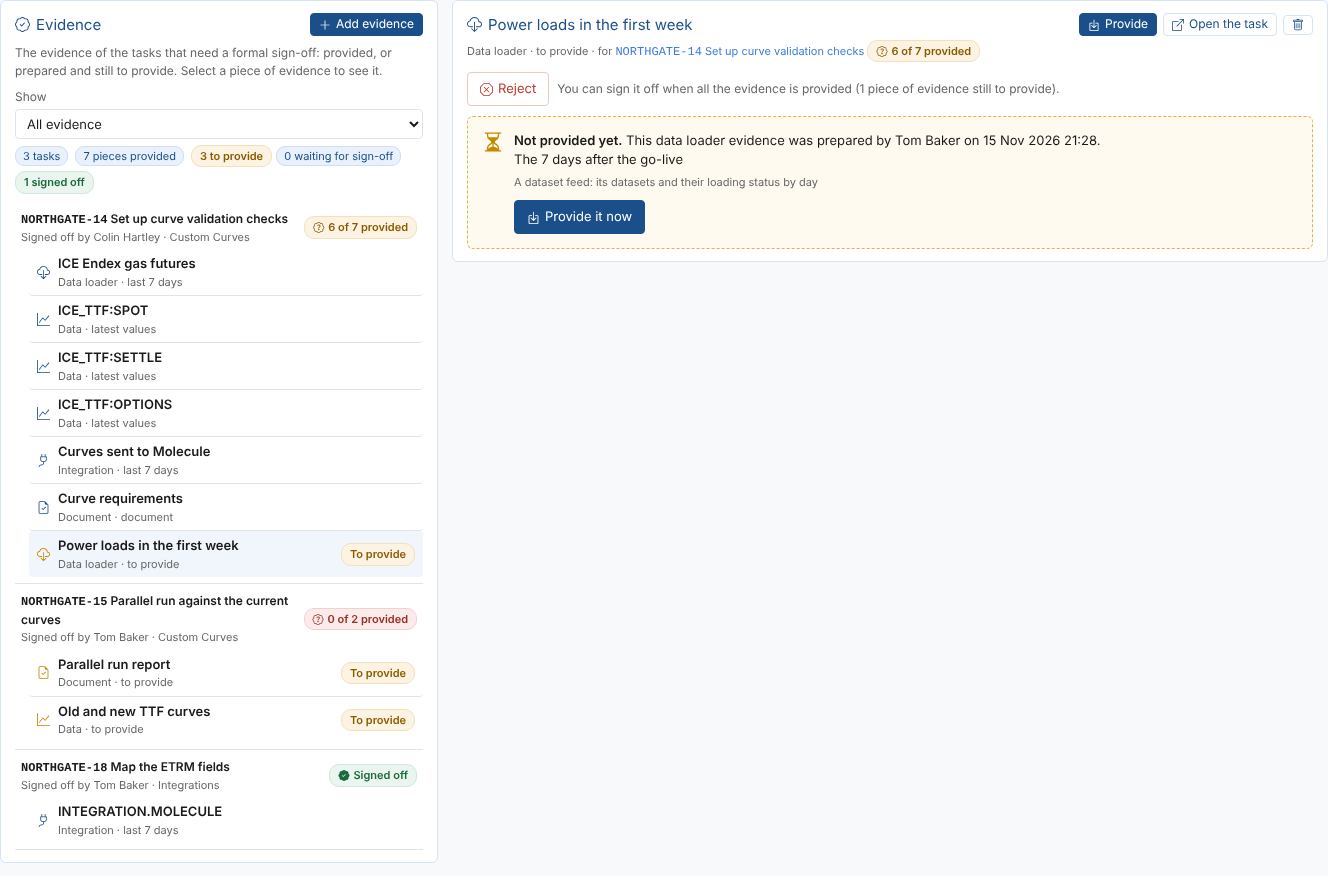 Evidence
Add evidence
The evidence of the tasks that need a formal sign-off: provided, or
prepared and still to provide. Select a piece of evidence to see it.
Show
All evidence
3 tasks
7 pieces provided
3 to provide
0 waiting for sign-off
1 signed off
NORTHGATE-14 Set up curve validation checks
Signed off by Colin Hartley · Custom Curves
6 of 7 provided
ICE Endex gas futures
Data loader · last 7 days
ICE_TTF:SPOT
Data · latest values
ICE_TTF:SETTLE
Data · latest values
ICE_TTF:OPTIONS
Data · latest values
Curves sent to Molecule
Integration · last 7 days
Curve requirements
Document · document
Power loads in the first week
Data loader · to provide
To provide
NORTHGATE-15 Parallel run against the current
curves
Signed off by Tom Baker · Custom Curves
0 of 2 provided
Parallel run report
Document · to provide
To provide
Old and new TTF curves
Data · to provide
To provide
NORTHGATE-18 Map the ETRM fields
Signed off by Tom Baker · Integrations
Signed off
INTEGRATION.MOLECULE
Integration · last 7 days
Power loads in the first week
Provide
Open the task
Data loader · to provide · for NORTHGATE-14 Set up curve validation checks
6 of 7 provided
Reject
You can sign it off when all the evidence is provided (1 piece of evidence still to provide).
Not provided yet. This data loader evidence was prepared by Tom Baker on 15 Nov 2026 21:28.
The 7 days after the go-live
A dataset feed: its datasets and their loading status by day
Provide it now